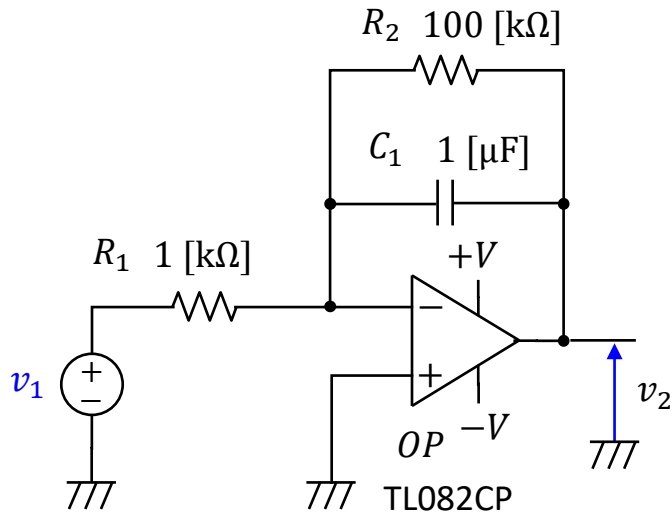 R₂ 100 [kΩ]
C₁ 1 [μF]
R₁ 1 [kΩ]
+V
−
+
−
v₁
+
v₂
OP
−V
TL082CP